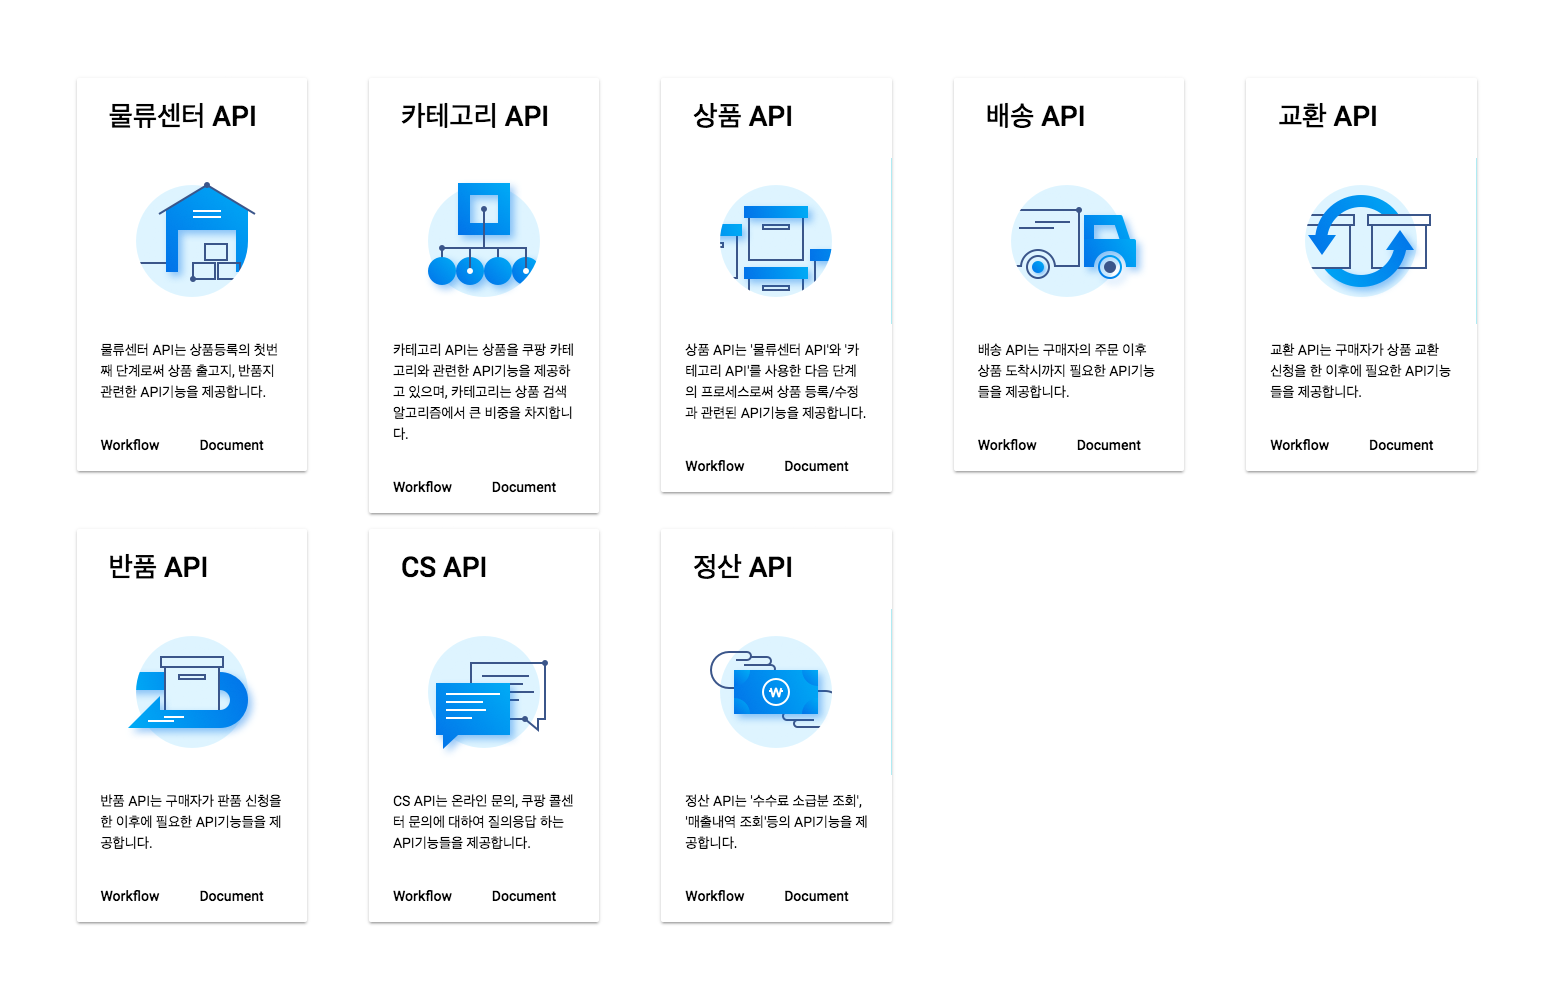 물류센터 API
물류센터 API는 상품등록의 첫번
째 단계로써 상품 출고지, 반품지
관련한 API기능을 제공합니다.
Workflow Document
카테고리 API
카테고리 API는 상품을 쿠팡 카테
고리와 관련한 API기능을 제공하
고 있으며, 카테고리는 상품 검색
알고리즘에서 큰 비중을 차지합니
다.
Workflow Document
상품 API
상품 API는 '물류센터 API'와 '카
테고리 API'를 사용한 다음 단계
의 프로세스로써 상품 등록/수정
과 관련된 API기능을 제공합니다.
Workflow Document
배송 API
배송 API는 구매자의 주문 이후
상품 도착시까지 필요한 API기능
들을 제공합니다.
Workflow Document
교환 API
교환 API는 구매자가 상품 교환
신청을 한 이후에 필요한 API기능
들을 제공합니다.
Workflow Document
반품 API
반품 API는 구매자가 판품 신청을
한 이후에 필요한 API기능들을 제
공합니다.
Workflow Document
CS API
CS API는 온라인 문의, 쿠팡 콜센
터 문의에 대하여 질의응답 하는
API기능들을 제공합니다.
Workflow Document
정산 API
₩
정산 API는 '수수료 소급분 조회',
'매출내역 조회'등의 API기능을 제
공합니다.
Workflow Document